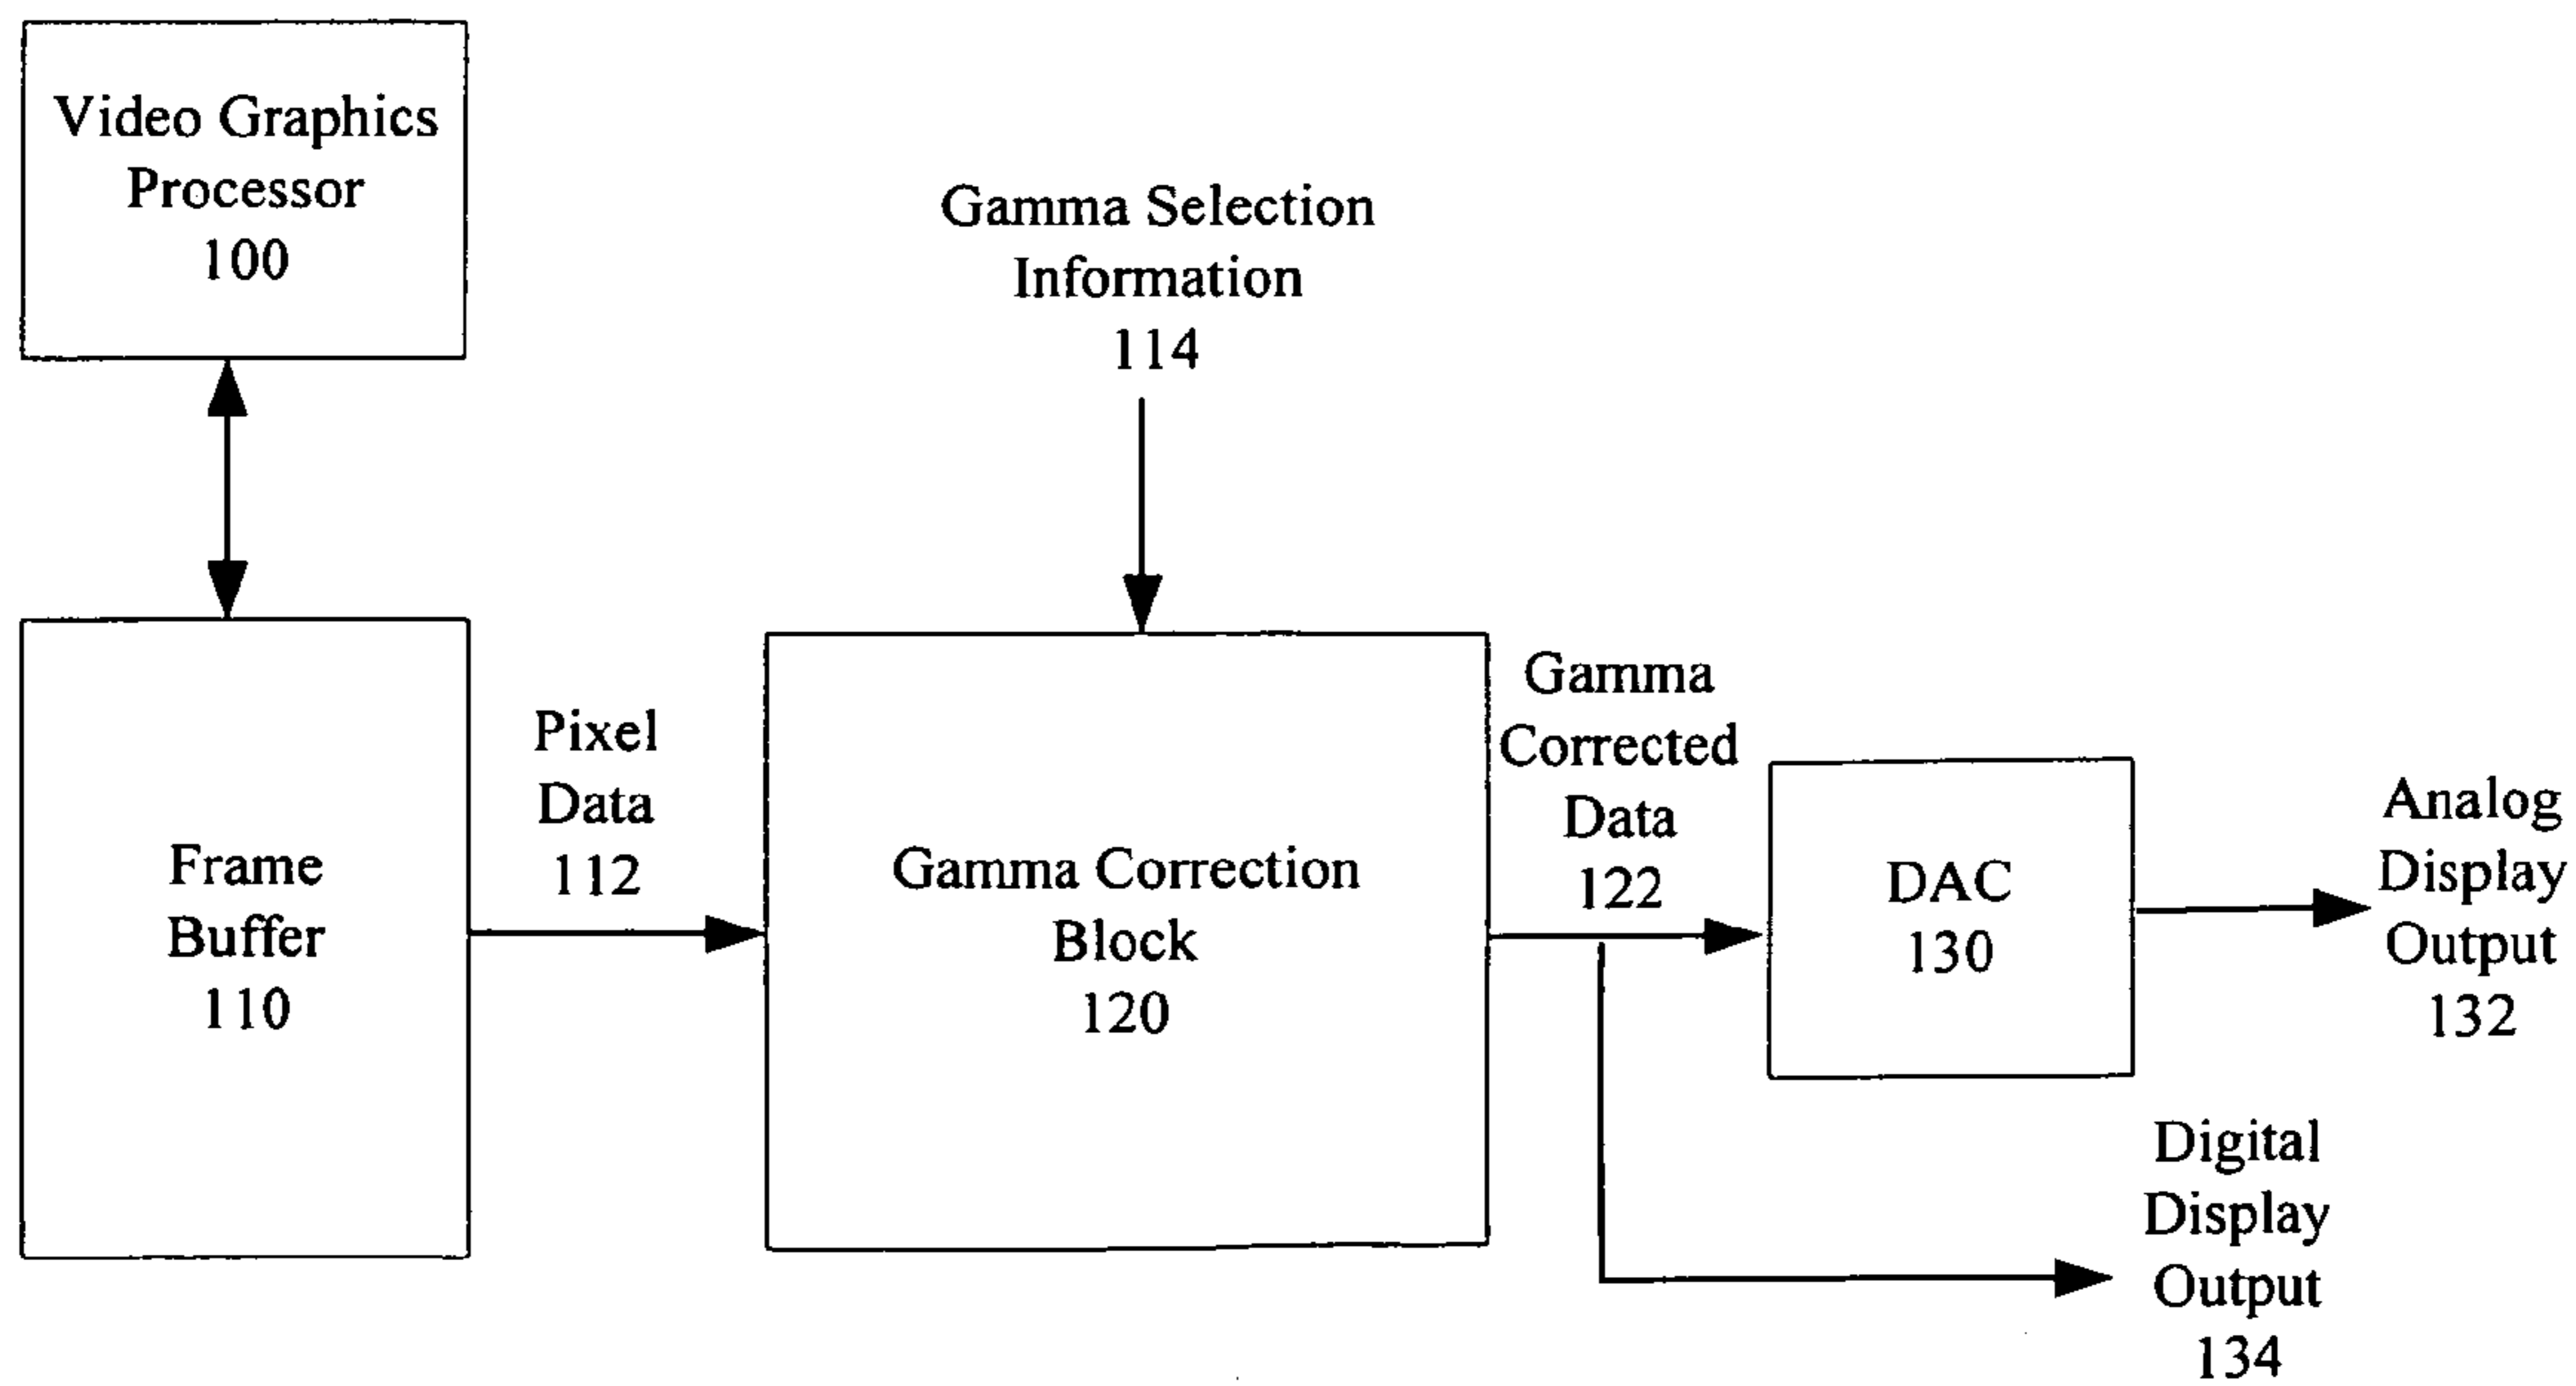 Video Graphics
Processor
100
Gamma Selection
Information
114
Frame
Buffer
110
Pixel
Data
112
Gamma Correction
Block
120
Gamma
Corrected
Data
122
DAC
130
Analog
Display
Output
132
Digital
Display
Output
134